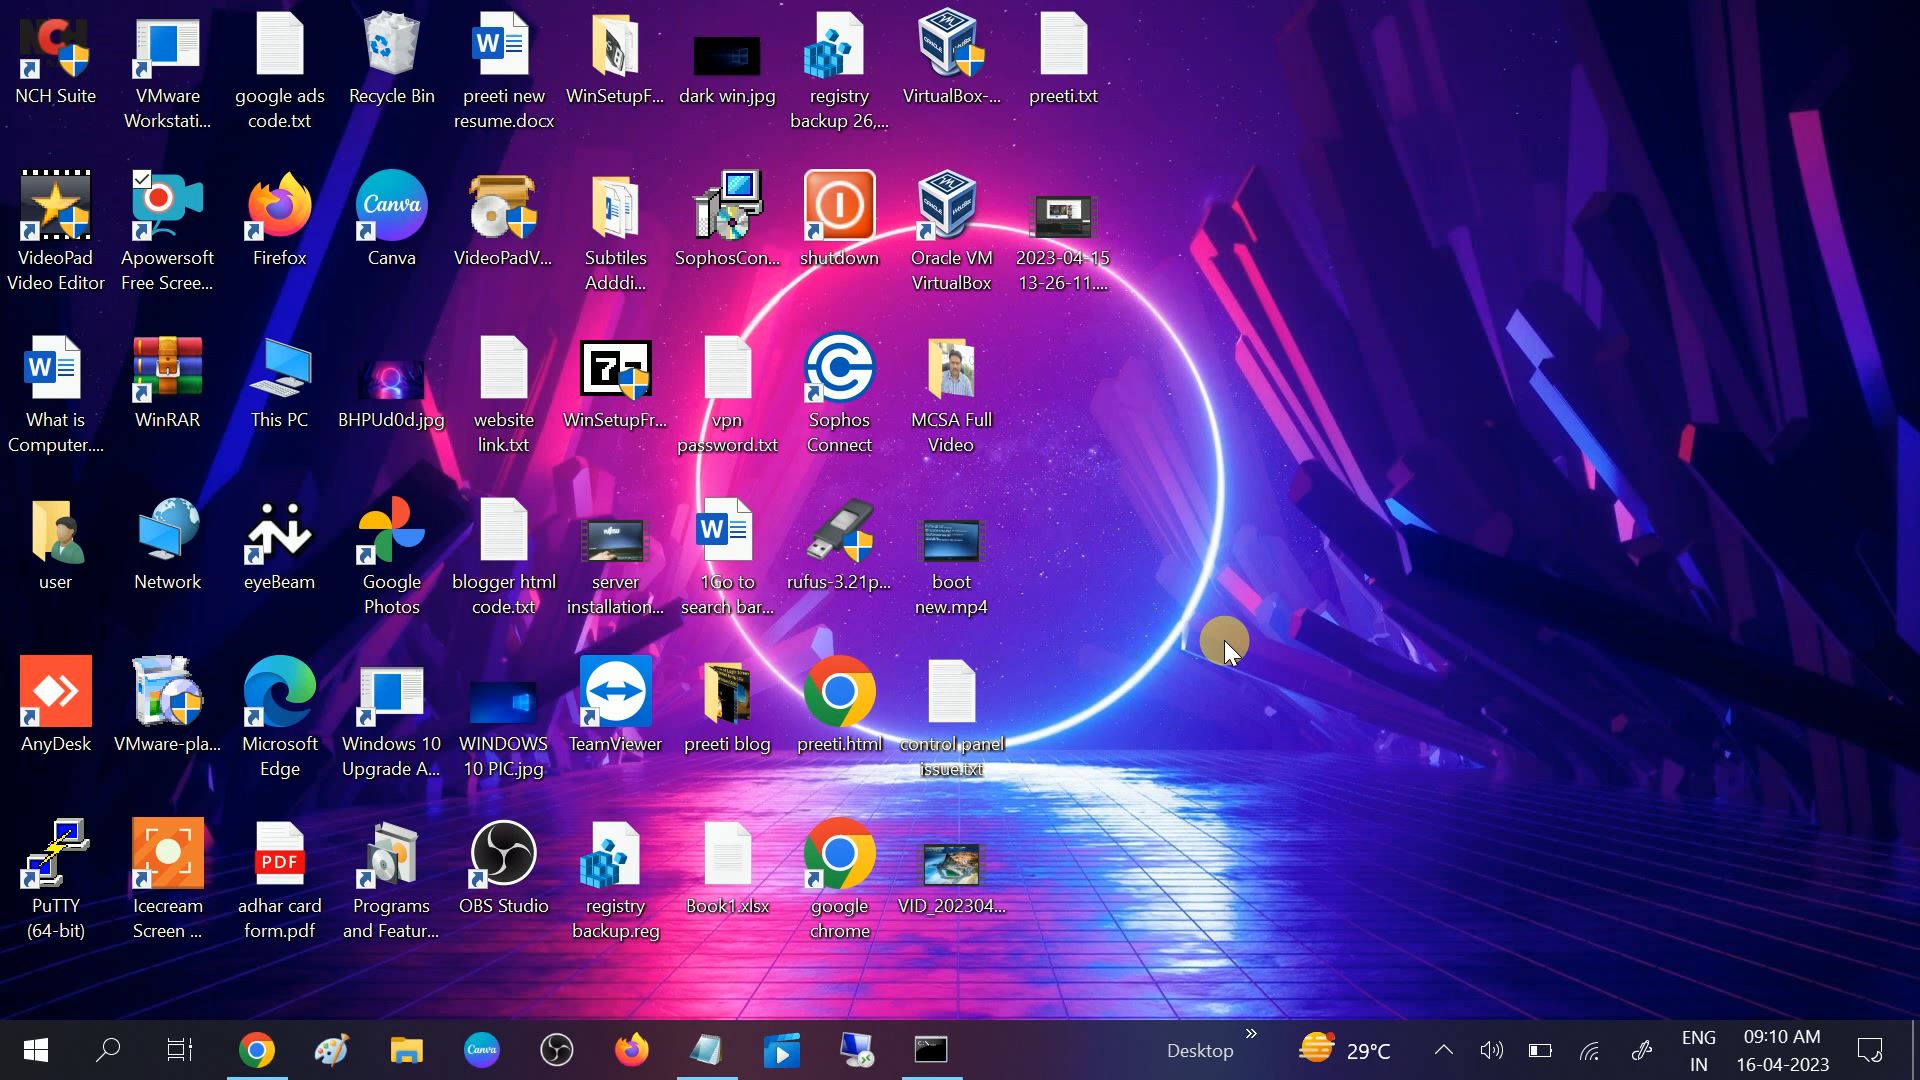 NCH Suite
VMware
Workstati...
google ads
code.txt
Recycle Bin
preeti new
resume.docx
WinSetupF...
dark win.jpg
registry
backup 26,...
VirtualBox-...
preeti.txt
VideoPad
Video Editor
Apowersoft
Free Scree...
Firefox
Canva
Canva
VideoPadV...
Subtiles
Adddi...
SophosCon...
shutdown
Oracle VM
VirtualBox
2023-04-15
13-26-11....
What is
Computer....
WinRAR
This PC
BHPUd0d.jpg
website
link.txt
WinSetupFr...
vpn
password.txt
Sophos
Connect
MCSA Full
Video
user
Network
eyeBeam
Google
Photos
blogger html
code.txt
server
installation...
1Go to
search bar...
rufus-3.21p...
boot
new.mp4
AnyDesk
VMware-pla...
Microsoft
Edge
Windows 10
Upgrade A...
WINDOWS
10 PIC.jpg
TeamViewer
preeti blog
preeti.html
control panel
issue.txt
PuTTY
(64-bit)
Icecream
Screen ...
PDF
adhar card
form.pdf
Programs
and Featur...
OBS Studio
registry
backup.reg
Book1.xlsx
google
chrome
VID_202304...
Canva
Desktop
29°C
ENG
IN
09:10 AM
16-04-2023